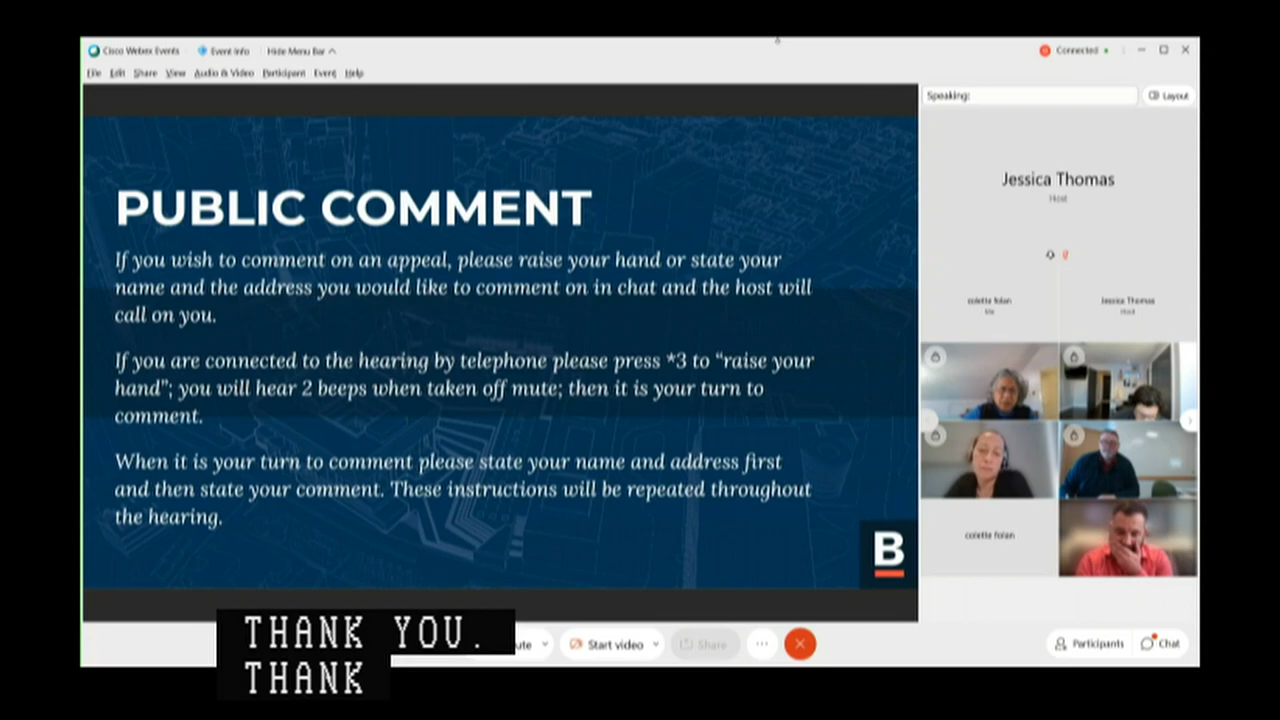 Cisco Webex Events
Event Info
Hide Menu Bar
Connected
File Edit Share View Audio & Video Participant Event Help
Speaking:
Layout
Jessica Thomas
Host
PUBLIC COMMENT
If you wish to comment on an appeal, please raise your hand or state your
name and the address you would like to comment on in chat and the host will
call on you.
If you are connected to the hearing by telephone please press *3 to “raise your
hand”; you will hear 2 beeps when taken off mute; then it is your turn to
comment.
When it is your turn to comment please state your name and address first
and then state your comment. These instructions will be repeated throughout
the hearing.
B
colette folan
Me
Jessica Thomas
Host
colette folan
THANK YOU.
THANK
ute
Start video
Share
Participants
Chat